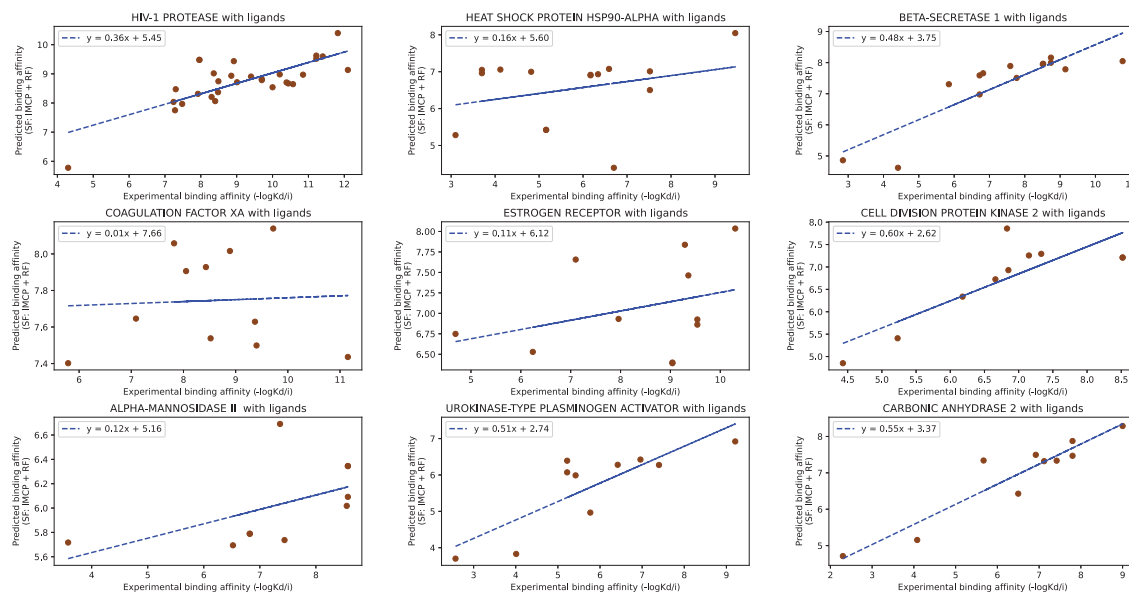 HIV-1 PROTEASE with ligands
y = 0.36x + 5.45
10
9
8
7
6
4 5 6 7 8 9 10 11 12
Predicted binding affinity
(SF: IMCP + RF)
Experimental binding affinity (-logKd/i)
HEAT SHOCK PROTEIN HSP90-ALPHA with ligands
y = 0.16x + 5.60
8
7
6
5
3 4 5 6 7 8 9
Predicted binding affinity
(SF: IMCP + RF)
Experimental binding affinity (-logKd/i)
BETA-SECRETASE 1 with ligands
y = 0.48x + 3.75
9
8
7
6
5
3 4 5 6 7 8 9 10
Predicted binding affinity
(SF: IMCP + RF)
Experimental binding affinity (-logKd/i)
COAGULATION FACTOR XA with ligands
y = 0,01x + 7,66
8,0
7.8
7.6
7.4
6 7 8 9 10 11
Predicted binding affinity
(SF: IMCP + RF)
Experimental binding affinity (-logKd/i)
ESTROGEN RECEPTOR with ligands
y = 0,11x + 6,12
8.00
7.75
7.50
7.25
7.00
6.75
6.50
5 6 7 8 9 10
Predicted binding affinity
(SF: IMCP + RF)
Experimental binding affinity (-logKd/i)
CELL DIVISION PROTEIN KINASE 2 with ligands
y = 0,60x + 2,62
8.0
7.5
7.0
6.5
6.0
5.5
5.0
4.5 5.0 5.5 6.0 6.5 7.0 7.5 8.0 8.5
Predicted binding affinity
(SF: IMCP + RF)
Experimental binding affinity (-logKd/i)
ALPHA-MANNOSIDASE II with ligands
y = 0.12x + 5.16
6,6
6,4
6,2
6,0
5,8
5,6
4 5 6 7 8
Predicted binding affinity
(SF: IMCP + RF)
Experimental binding affinity (-logKd/i)
UROKINASE-TYPE PLASMINOGEN ACTIVATOR with ligands
y = 0.51x + 2.74
7
6
5
4
3 4 5 6 7 8 9
Predicted binding affinity
(SF: IMCP + RF)
Experimental binding affinity (-logKd/i)
CARBONIC ANHYDRASE 2 with ligands
y = 0.55x + 3.37
8
7
6
5
2 3 4 5 6 7 8 9
Predicted binding affinity
(SF: IMCP + RF)
Experimental binding affinity (-logKd/i)